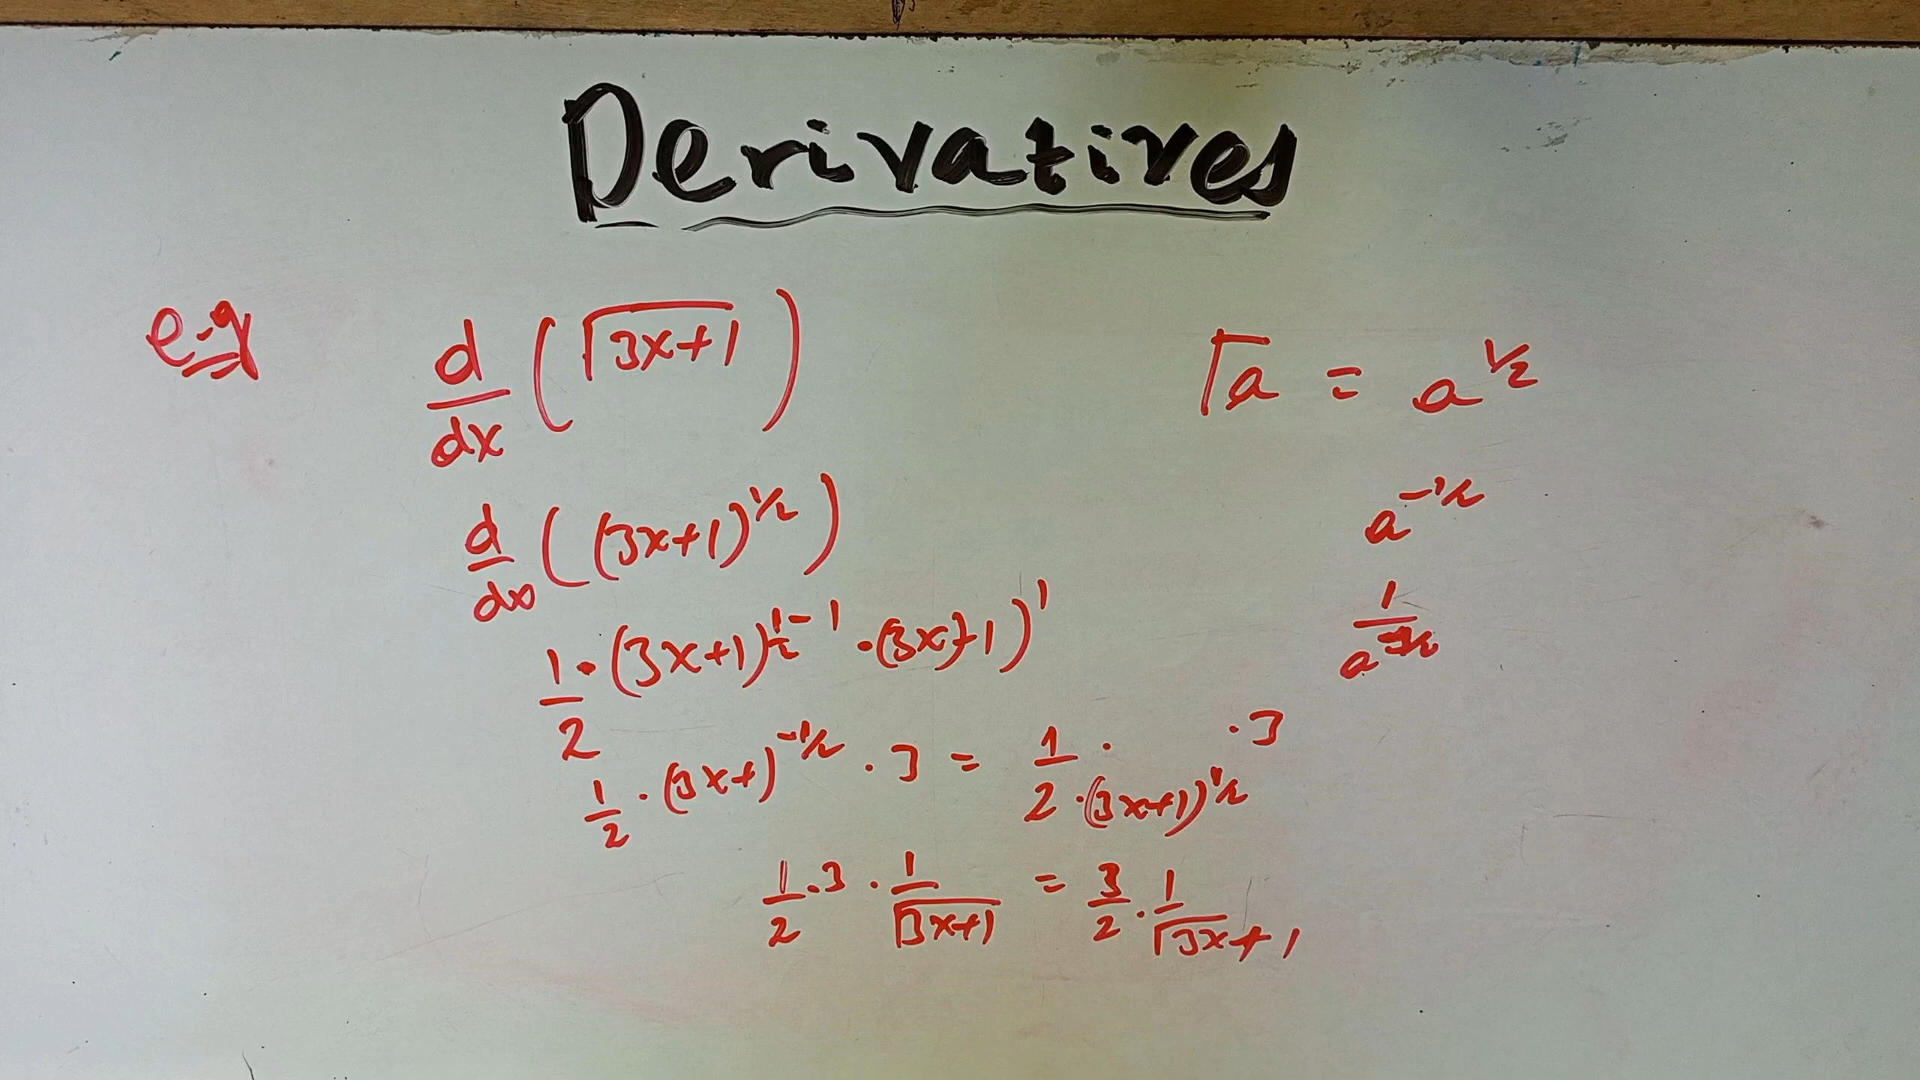 Derivatives
e.g d/dx (√3x+1)
√a = a^1/2
d/dx ((3x+1)^1/2)
a^-1/2
1/2 · (3x+1)^1/2-1 · (3x+1)'
1/a^1/2
1/2 · (3x+)^-1/2 · 3 = 1/2 · (3x+1)^1/2 · 3
1/2 · 3 · 1/√3x+1 = 3/2 · 1/√3x+1